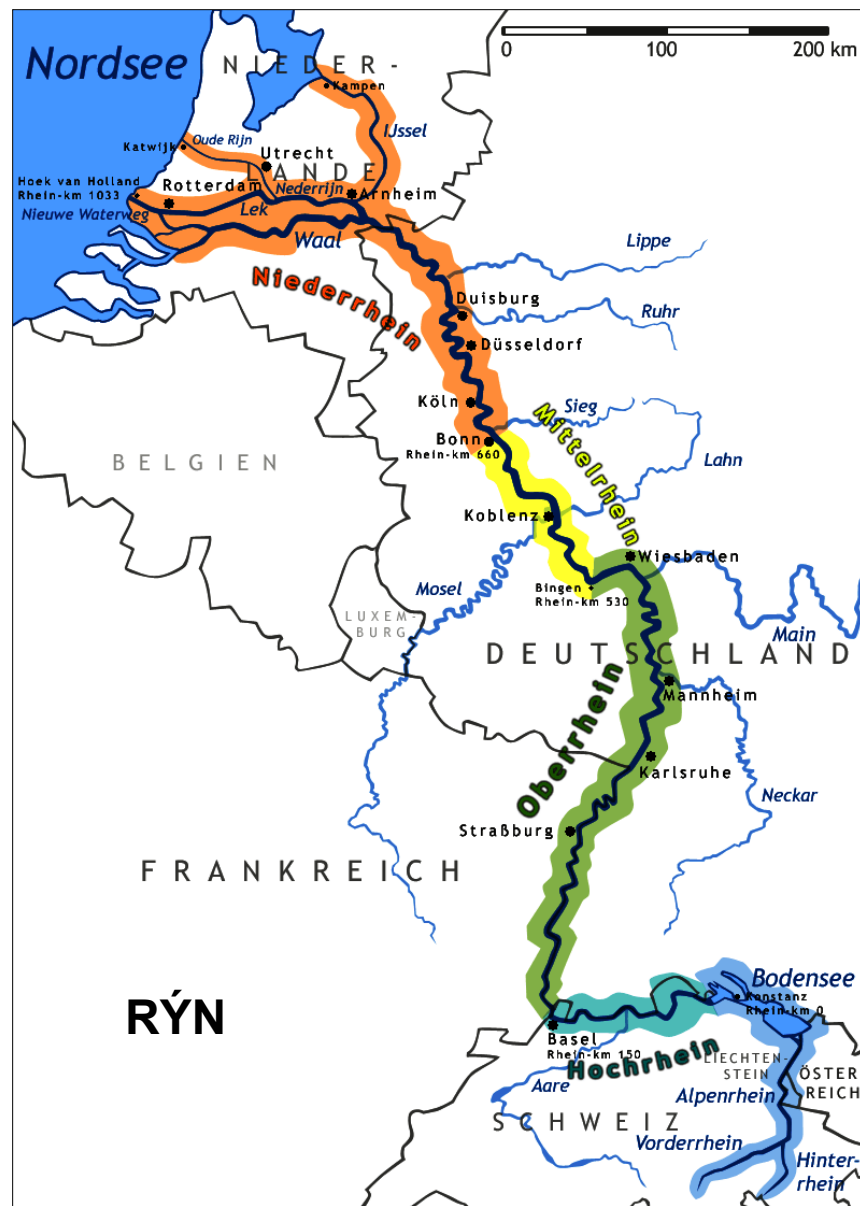 Nordsee
NIEDER-
LANDE
0 100 200 km
Kampen
IJssel
Katwijk
Oude Rijn
Utrecht
Hoek van Holland
Rhein-km 1033
Rotterdam
Nederrijn
Arnheim
Nieuwe Waterweg
Lek
Waal
Lippe
Niederrhein
Duisburg
Ruhr
Düsseldorf
Köln
Sieg
Mittelrhein
Bonn
Rhein-km 660
BELGIEN
Lahn
Koblenz
Wiesbaden
Mosel
Bingen
Rhein-km 530
LUXEM-
BURG
Main
DEUTSCHLAND
Mannheim
Oberrhein
Karlsruhe
Neckar
Straßburg
FRANKREICH
Bodensee
Konstanz
Rhein-km 0
RÝN
Basel
Rhein-km 150
Hochrhein
LIECHTEN-
STEIN
ÖSTER
REICH
Aare
Alpenrhein
SCHWEIZ
Vorderrhein
Hinter-
rhein